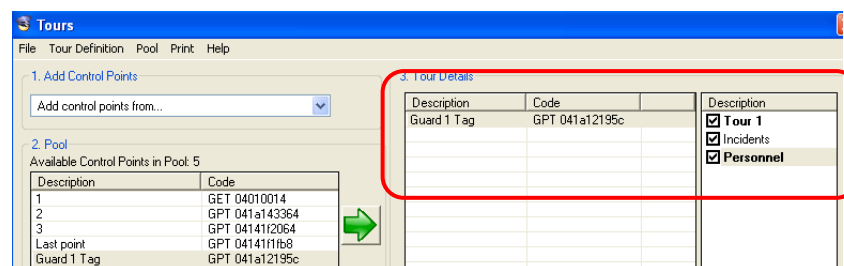 Tours
File Tour Definition Pool Print Help
1. Add Control Points
Add control points from...
2. Pool
Available Control Points in Pool: 5
Description Code
1 GET 04010014
2 GPT 041a143364
3 GPT 04141f2064
Last point GPT 04141f1fb8
Guard 1 Tag GPT 041a12195c
3. Tour Details
Description Code
Guard 1 Tag GPT 041a12195c
Description
Tour 1
Incidents
Personnel